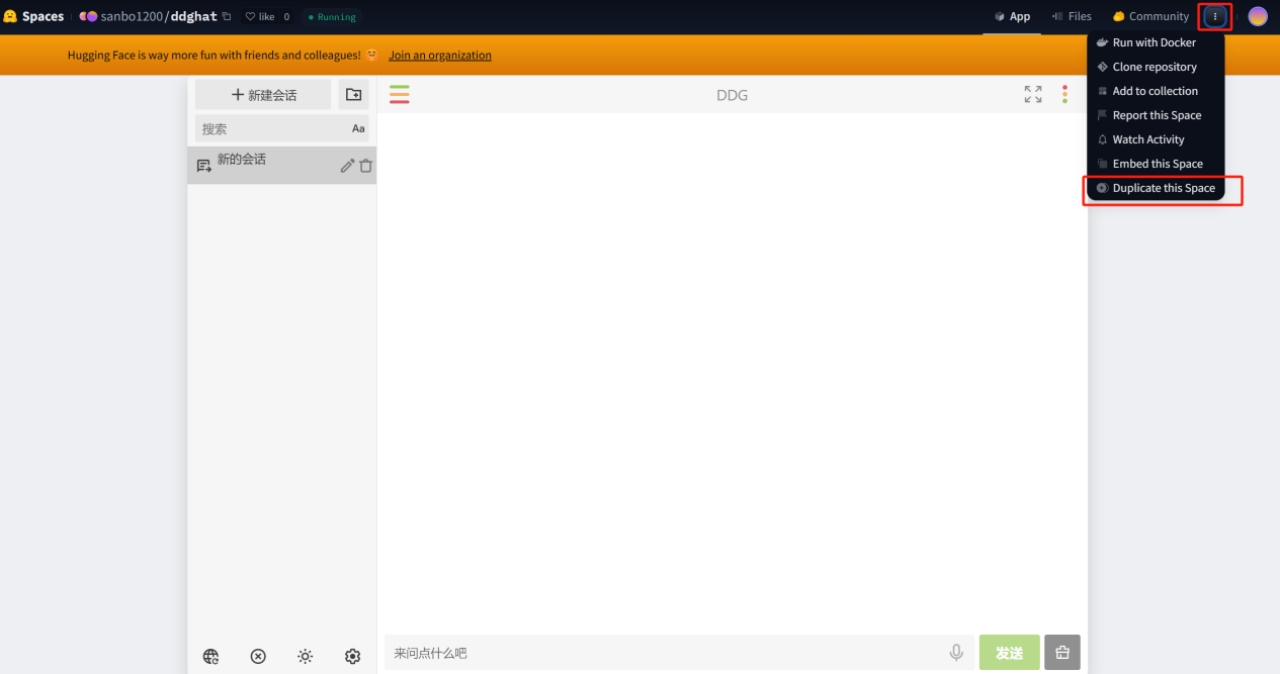 Spaces sanbo1200/ddghat like 0 Running App Files Community
Hugging Face is way more fun with friends and colleagues! Join an organization
Run with Docker
Clone repository
Add to collection
Report this Space
Watch Activity
Embed this Space
Duplicate this Space
新建会话
搜索 Aa
新的会话
DDG
来问点什么吧 发送